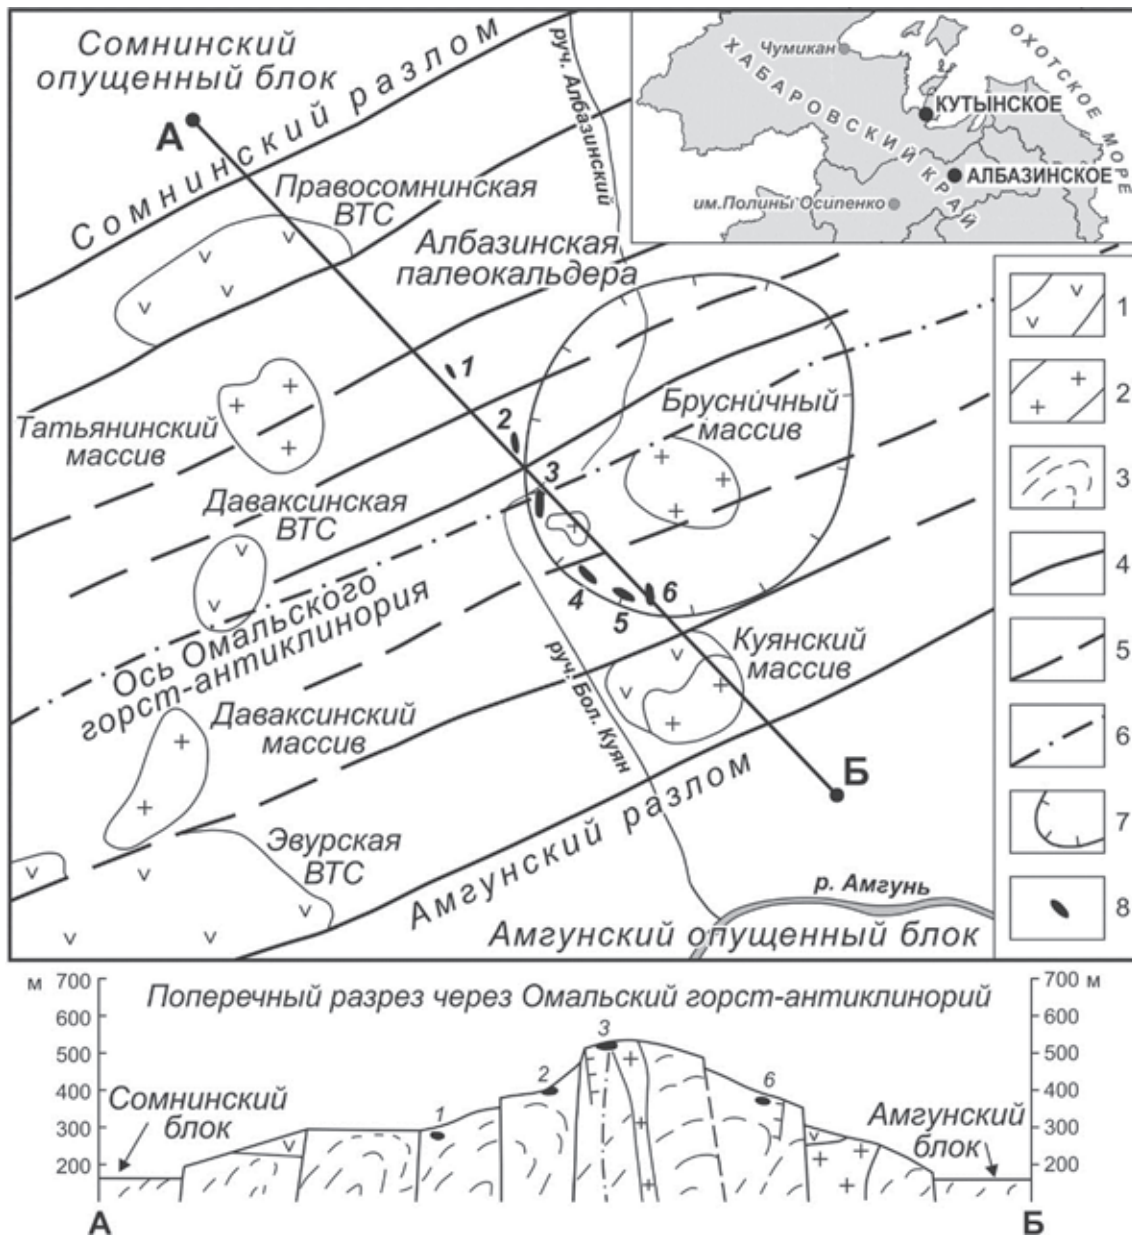 Сомнинский
опущенный блок
А
Сомнинский разлом
руч. Албазинский
Чумикан
ОХОТСКОЕ МОРЕ
ХАБАРОВСКИЙ КРАЙ
КУТЫНСКОЕ
АЛБАЗИНСКОЕ
им.Полины Осипенко
Правосомнинская
ВТС
Албазинская
палеокальдера
1
2
3
4
5
6
Татьянинский
массив
Брусничный
массив
Даваксинская
ВТС
Ось Омальского
горст-антиклинория
Куянский
массив
руч. Бол. Куян
Даваксинский
массив
Б
Амгунский разлом
Эвурская
ВТС
р. Амгунь
Амгунский опущенный блок
1
2
3
4
5
6
7
8
м
700
600
500
400
300
200
Поперечный разрез через Омальский горст-антиклинорий
700 м
600
500
400
300
200
Сомнинский
блок
1
2
3
6
Амгунский
блок
А
Б